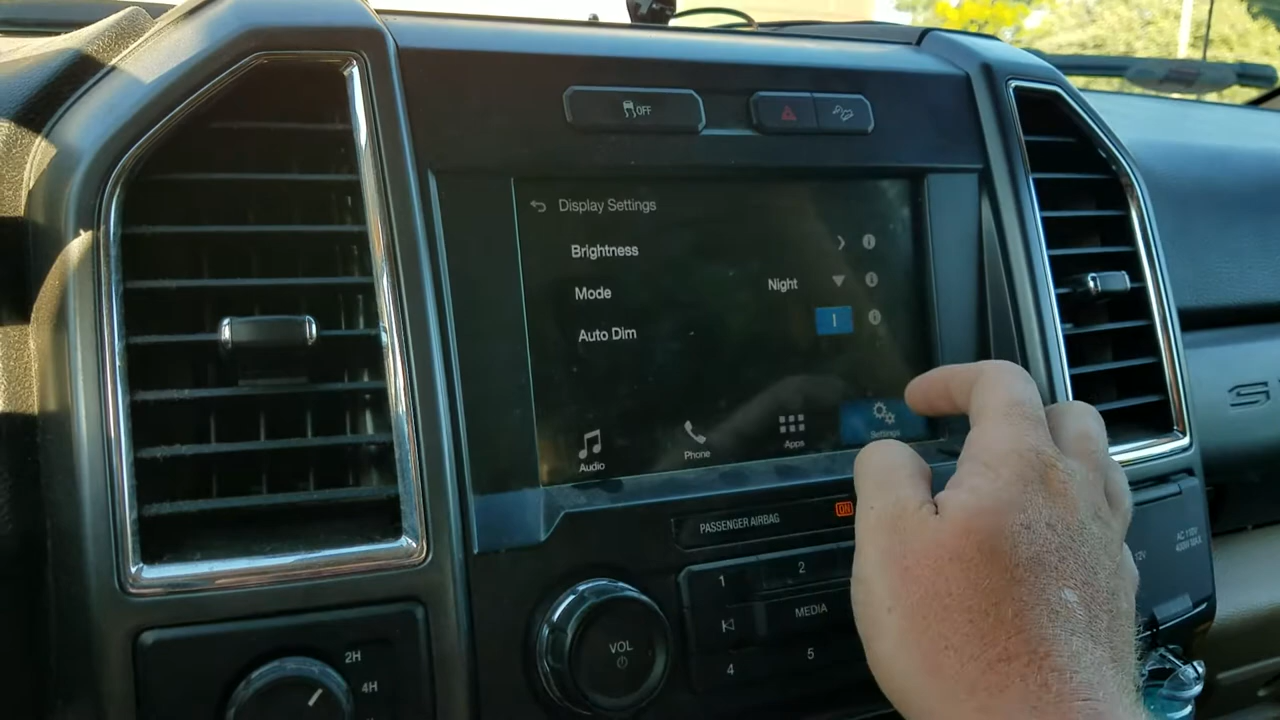 OFF
Display Settings
Brightness
Mode
Night
Auto Dim
I
Audio
Phone
Apps
Settings
PASSENGER AIRBAG
ON
1
2
MEDIA
VOL
4
5
2H
4H
12V
AC 110V
400W MAX
S